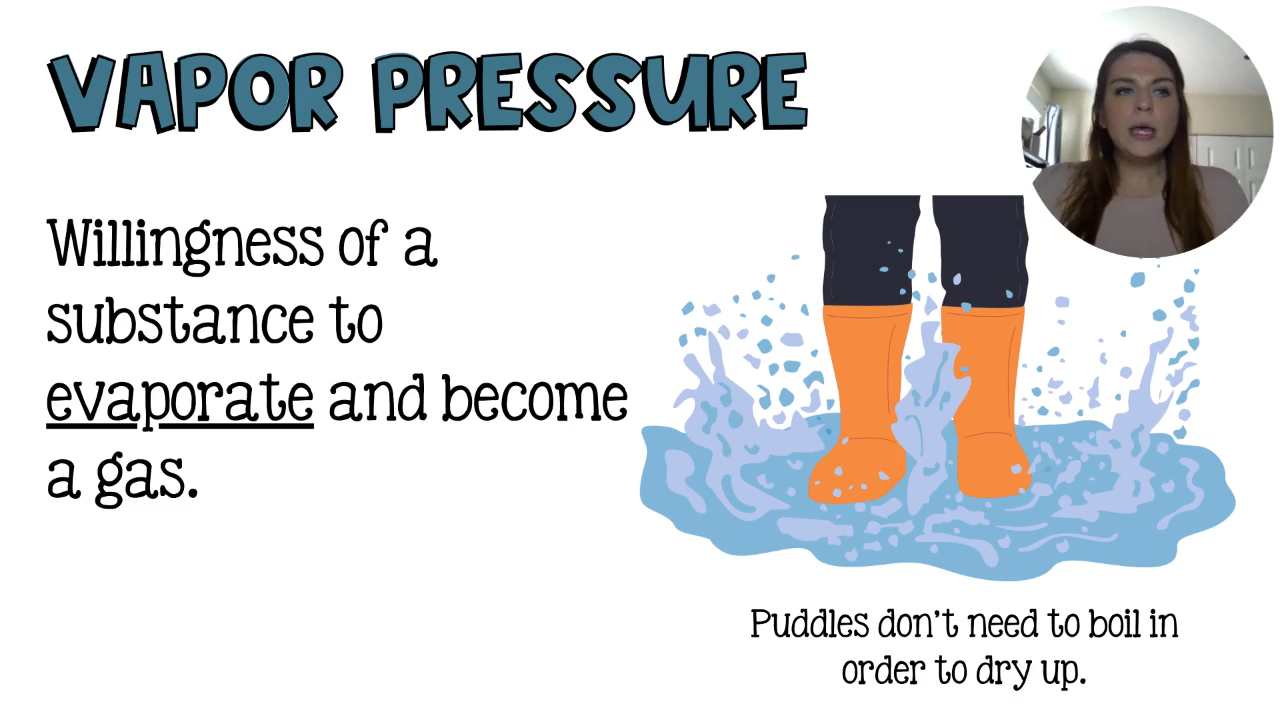 VAPOR PRESSURE
Willingness of a
substance to
evaporate and become
a gas.
Puddles don't need to boil in
order to dry up.